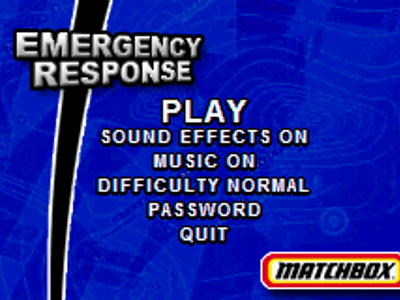 EMERGENCY
RESPONSE
PLAY
SOUND EFFECTS ON
MUSIC ON
DIFFICULTY NORMAL
PASSWORD
QUIT
MATCHBOX